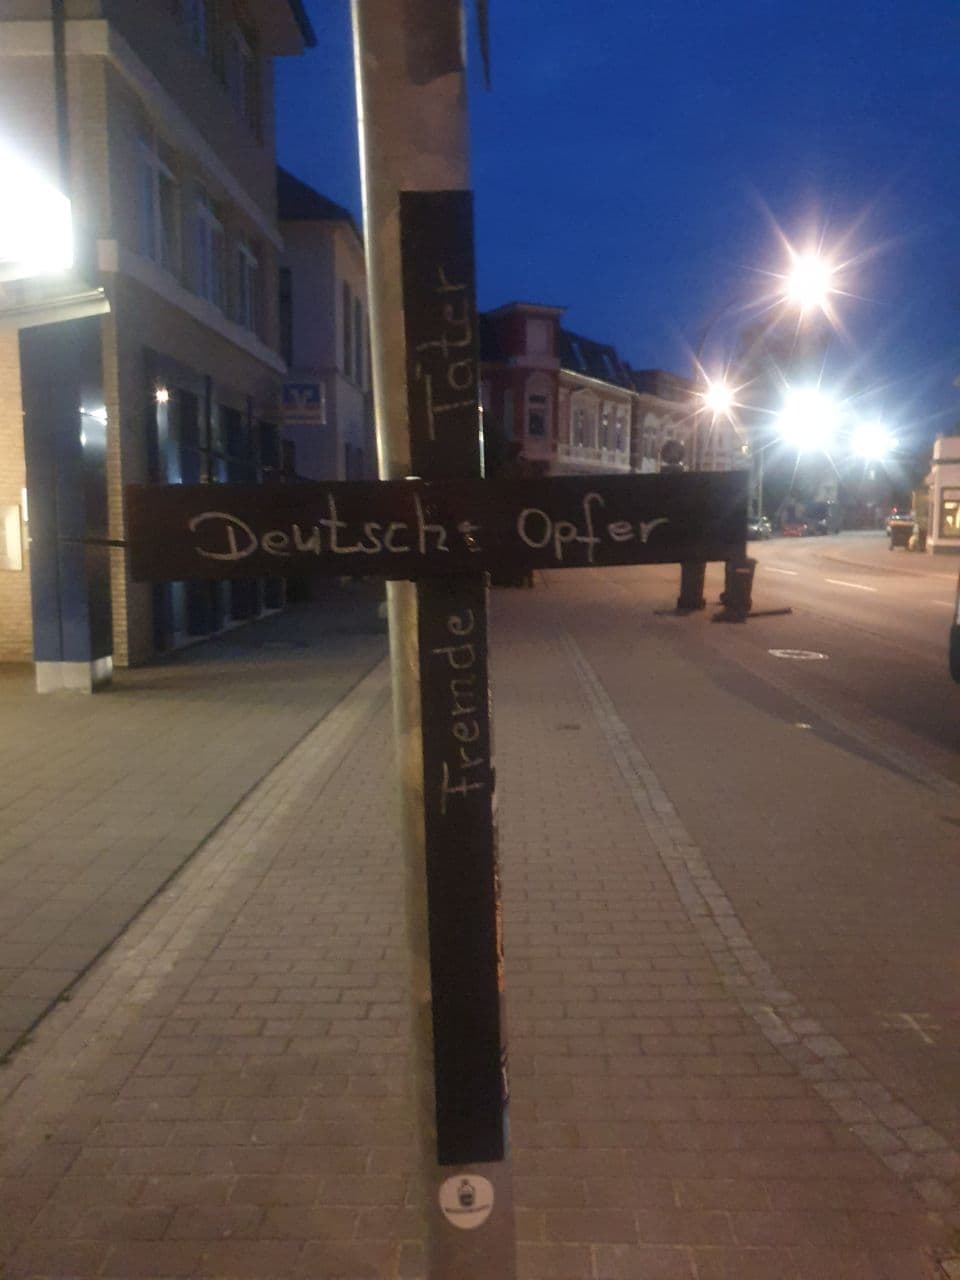 Deutsche Opfer
Fremde Täter